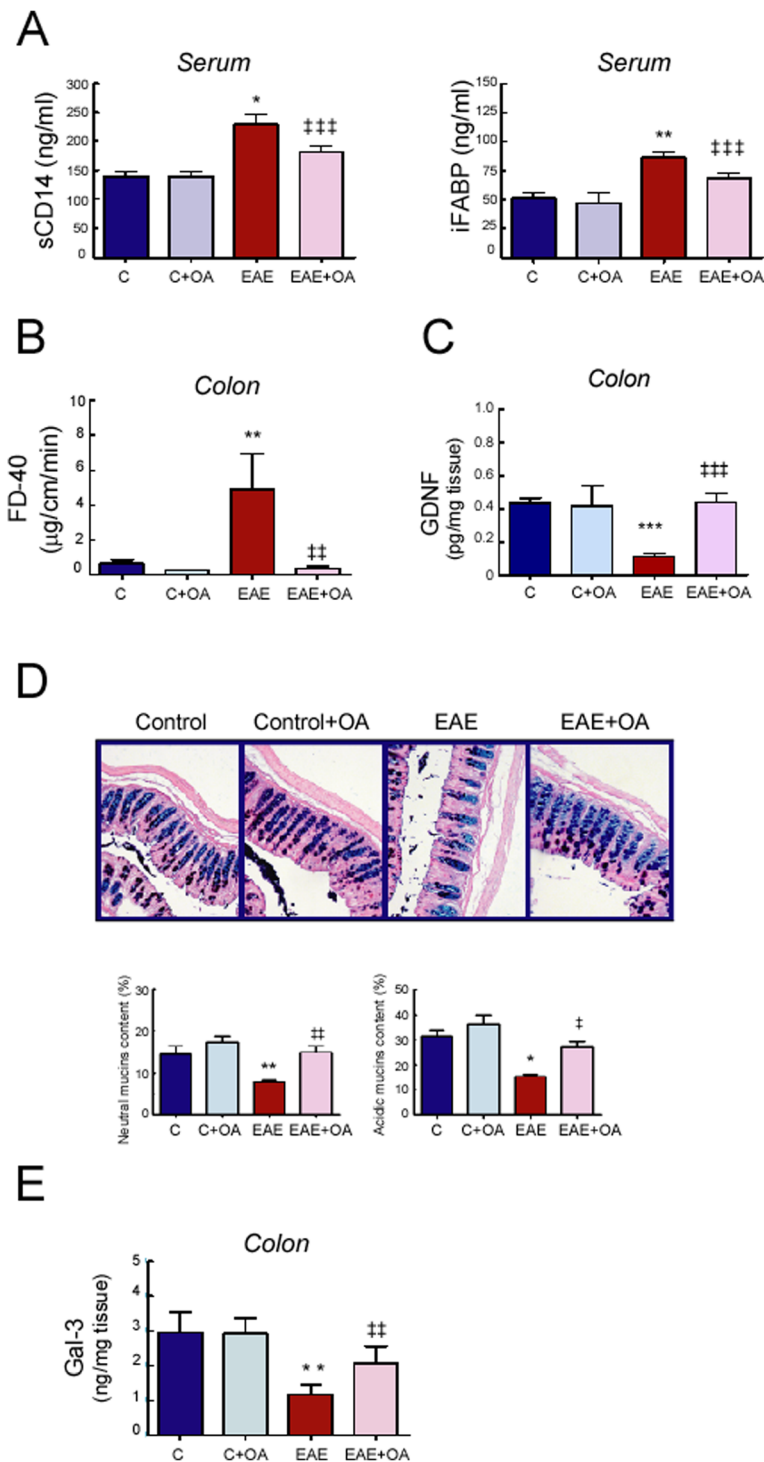 A
Serum
Serum
sCD14 (ng/ml)
300
250
200
150
100
50
0
*
‡‡‡
C
C+OA
EAE
EAE+OA
iFABP (ng/ml)
150
125
100
75
50
25
0
**
‡‡‡
C
C+OA
EAE
EAE+OA
B
Colon
FD-40
(µg/cm/min)
10
8
6
4
2
0
**
‡‡
C
C+OA
EAE
EAE+OA
C
Colon
GDNF
(pg/mg tissue)
1.0
0.8
0.6
0.4
0.2
0
***
‡‡‡
C
C+OA
EAE
EAE+OA
D
Control
Control+OA
EAE
EAE+OA
Neutral mucins content (%)
30
20
10
0
**
‡‡
C
C+OA
EAE
EAE+OA
Acidic mucins content (%)
50
40
30
20
10
0
*
‡
C
C+OA
EAE
EAE+OA
E
Colon
Gal-3
(ng/mg tissue)
5
4
3
2
1
0
* *
‡‡
C
C+OA
EAE
EAE+OA